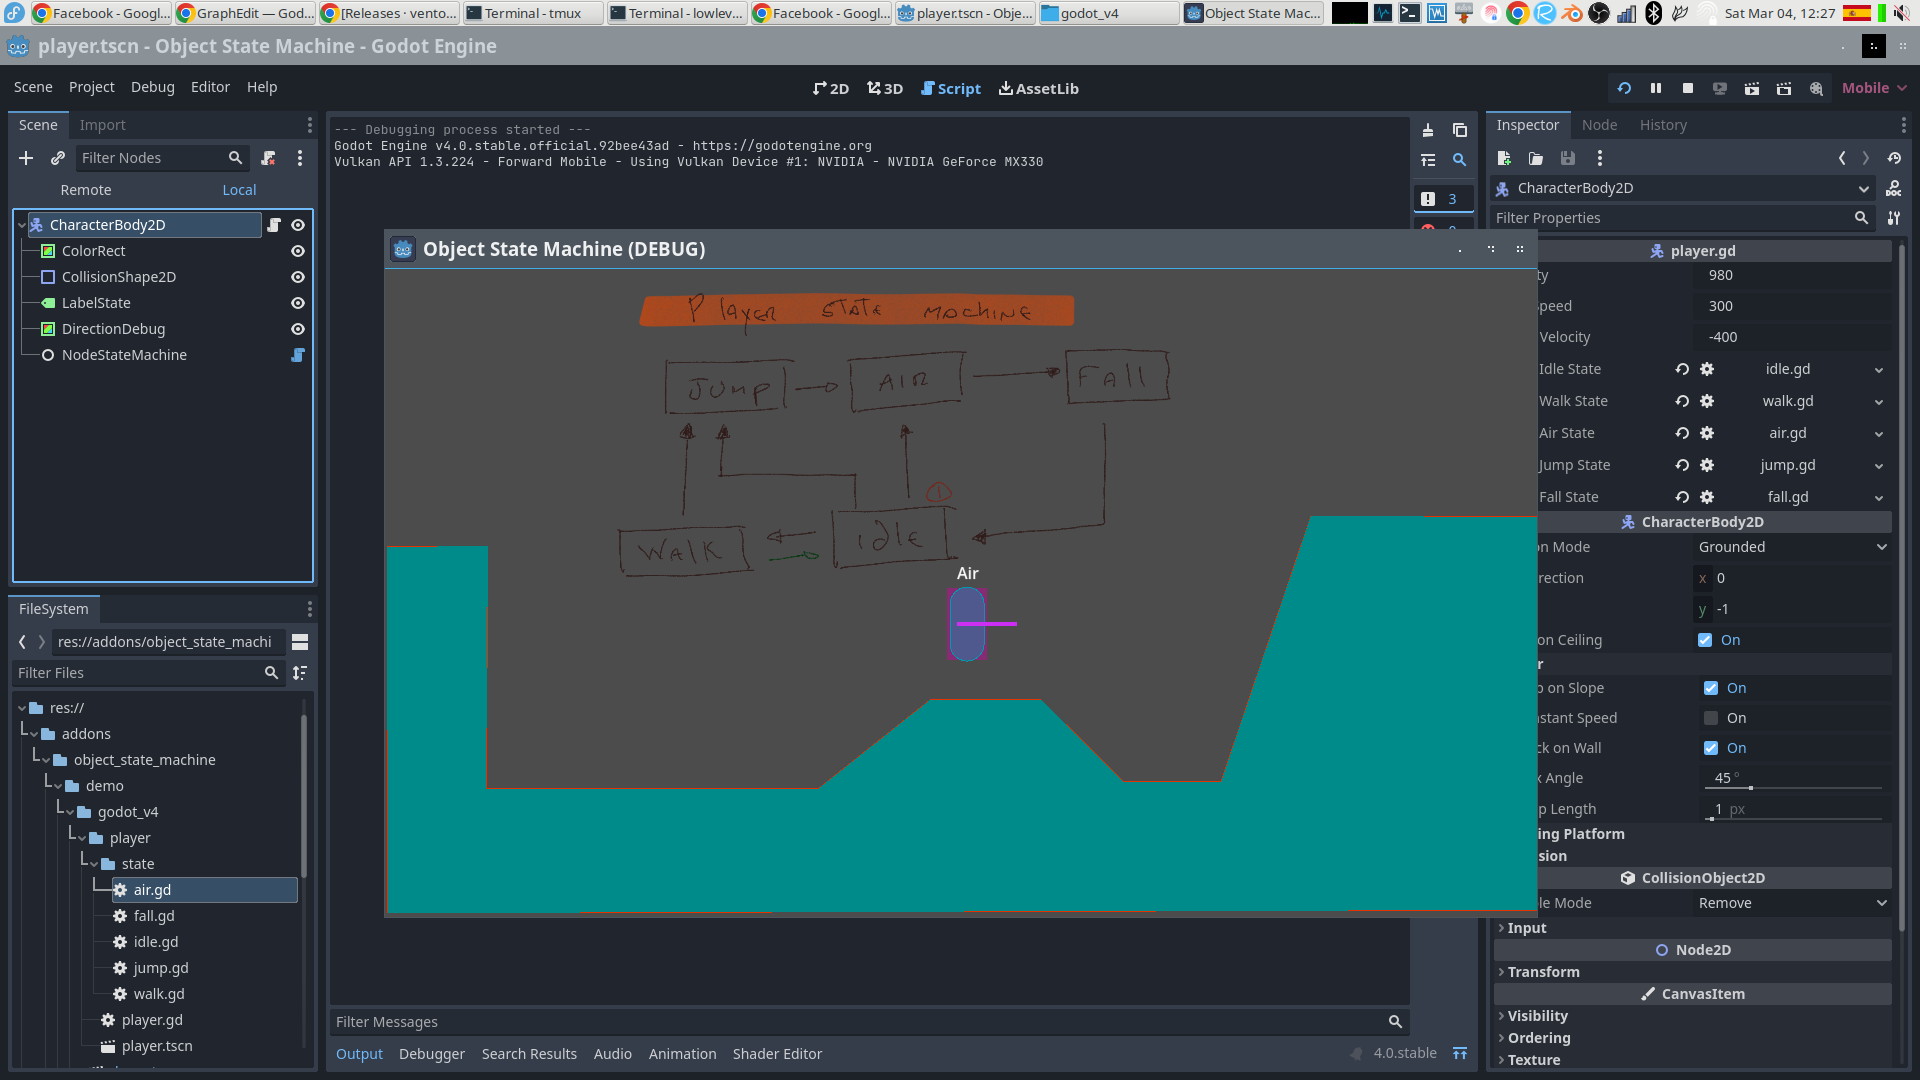 Facebook - Googl...
GraphEdit — God...
[Releases · vento...
Terminal - tmux
Terminal - lowlev...
Facebook - Googl...
player.tscn - Obje...
godot_v4
Object State Mac...
Sat Mar 04, 12:27
player.tscn - Object State Machine - Godot Engine
Scene Project Debug Editor Help
2D 3D Script AssetLib
Mobile
Scene Import
Filter Nodes
Remote Local
CharacterBody2D
ColorRect
CollisionShape2D
LabelState
DirectionDebug
NodeStateMachine
FileSystem
res://addons/object_state_machi
Filter Files
res://
addons
object_state_machine
demo
godot_v4
player
state
air.gd
fall.gd
idle.gd
jump.gd
walk.gd
player.gd
player.tscn
--- Debugging process started ---
Godot Engine v4.0.stable.official.92bee43ad - https://godotengine.org
Vulkan API 1.3.224 - Forward Mobile - Using Vulkan Device #1: NVIDIA - NVIDIA GeForce MX330
3
Object State Machine (DEBUG)
Player STATE MACHINE
JUMP AIR FALL
1
WALK IDLE
Air
Filter Messages
Output Debugger Search Results Audio Animation Shader Editor
4.0.stable
Inspector Node History
CharacterBody2D
Filter Properties
player.gd
ty 980
peed 300
Velocity -400
Idle State idle.gd
Walk State walk.gd
Air State air.gd
Jump State jump.gd
Fall State fall.gd
CharacterBody2D
on Mode Grounded
rection x 0
y -1
on Ceiling On
r
p on Slope On
nstant Speed On
ck on Wall On
x Angle 45 °
p Length 1 px
ing Platform
sion
CollisionObject2D
le Mode Remove
Input
Node2D
Transform
CanvasItem
Visibility
Ordering
Texture